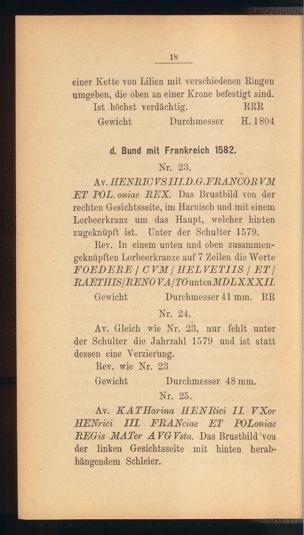 18
einer Kette von Lilien mit verschiedenen Ringen
umgeben, die oben an einer Krone befestigt sind.
Ist höchst verdächtig. RRR
Gewicht Durchmesser H. 1804
d. Bund mit Frankreich 1582.
Nr. 23.
Av. HENRICVS III.D.G.FRANCORVM
ET POL. oniae REX. Das Brustbild von der
rechten Gesichtsseite, im Harnisch und mit einem
Lorbeerkranz um das Haupt, welcher hinten
zugeknüpft ist. Unter der Schulter 1579.
Rev. In einem unten und oben zusammen-
geknüpften Lorbeerkranze auf 7 Zeilen die Worte
FOEDERE / CVM / HELVETIIS / ET /
RAETHIS/RENOVA/TO unten MDLXXXII.
Gewicht Durchmesser 41 mm. RR
Nr. 24.
Av. Gleich wie Nr. 23, nur fehlt unter
der Schulter die Jahrzahl 1579 und ist statt
dessen eine Verzierung.
Rev. wie Nr. 23
Gewicht Durchmesser 48 mm.
Nr. 25.
Av. KATHarina HENRici II. VXor
HENrici III. FRANciae ET POLoniae
REGis MATer AVGVsta. Das Brustbild von
der linken Gesichtsseite mit hinten herab-
hängendem Schleier.